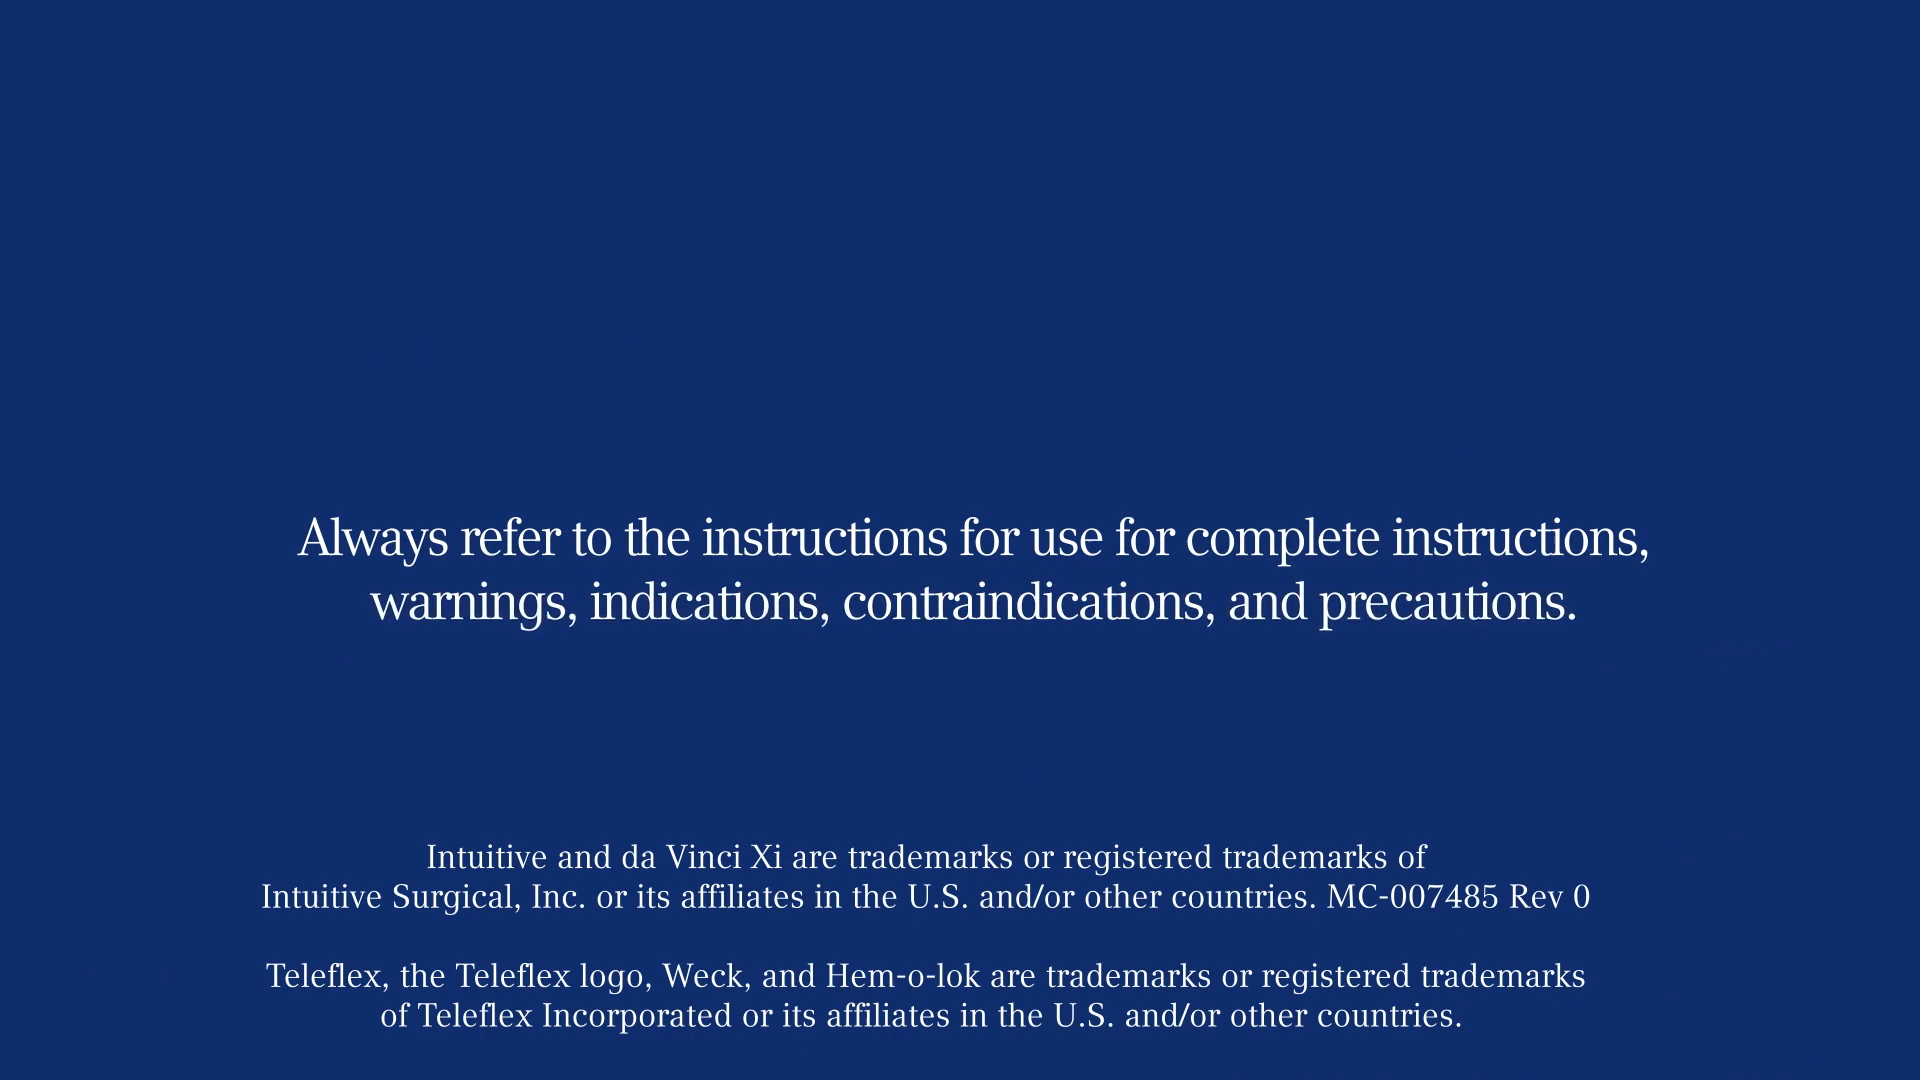 Always refer to the instructions for use for complete instructions,
warnings, indications, contraindications, and precautions.
Intuitive and da Vinci Xi are trademarks or registered trademarks of
Intuitive Surgical, Inc. or its affiliates in the U.S. and/or other countries. MC-007485 Rev 0
Teleflex, the Teleflex logo, Weck, and Hem-o-lok are trademarks or registered trademarks
of Teleflex Incorporated or its affiliates in the U.S. and/or other countries.